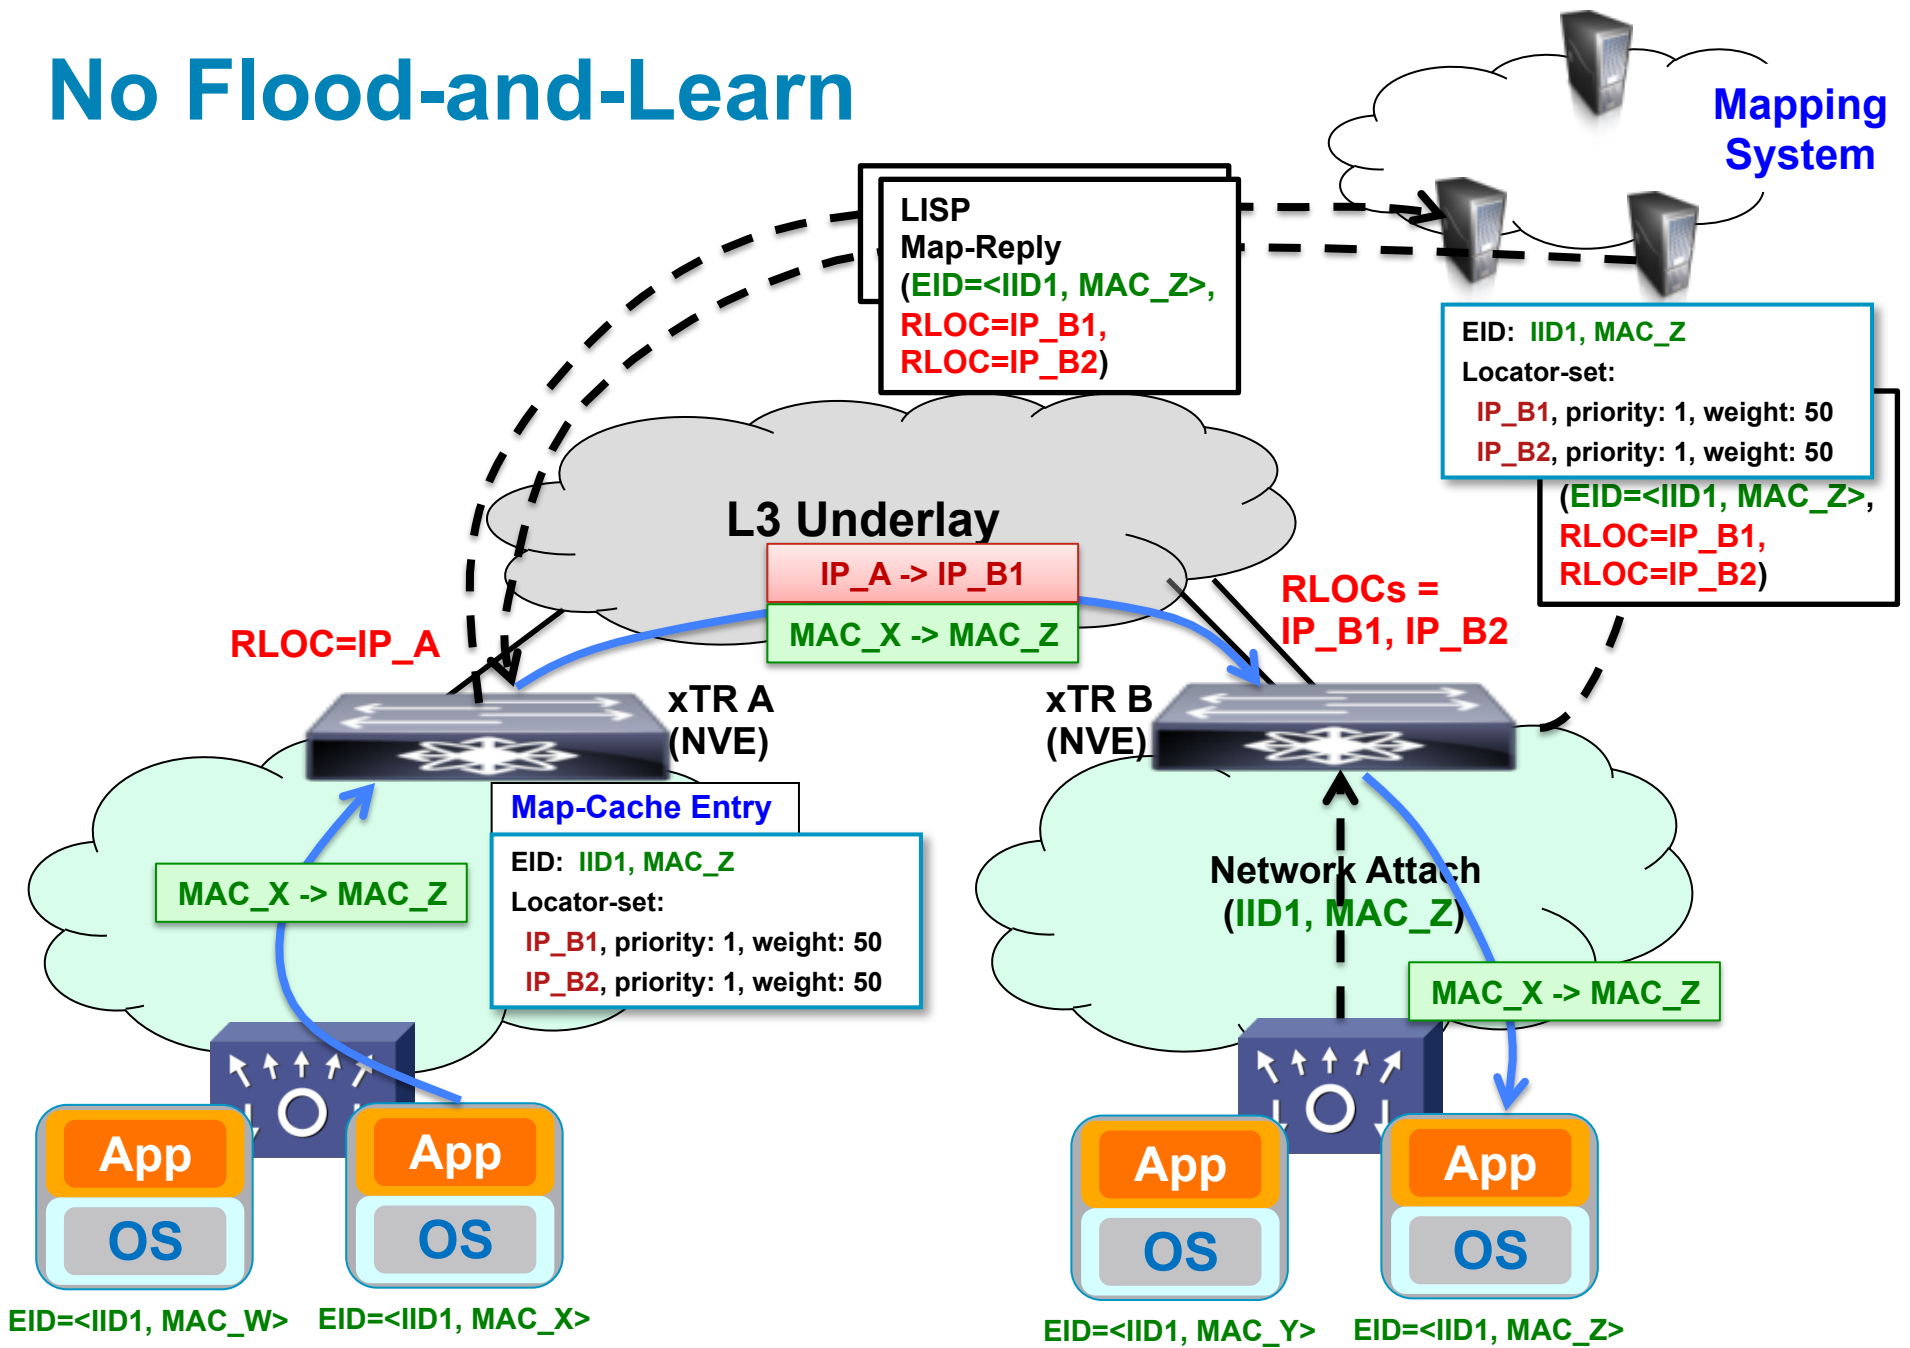 No Flood-and-Learn
Mapping
System
LISP
Map-Reply
(EID=<IID1, MAC_Z>,
RLOC=IP_B1,
RLOC=IP_B2)
EID: IID1, MAC_Z
Locator-set:
IP_B1, priority: 1, weight: 50
IP_B2, priority: 1, weight: 50
(EID=<IID1, MAC_Z>,
RLOC=IP_B1,
RLOC=IP_B2)
L3 Underlay
IP_A -> IP_B1
MAC_X -> MAC_Z
RLOC=IP_A
RLOCs =
IP_B1, IP_B2
xTR A
(NVE)
xTR B
(NVE)
Map-Cache Entry
EID: IID1, MAC_Z
Locator-set:
IP_B1, priority: 1, weight: 50
IP_B2, priority: 1, weight: 50
MAC_X -> MAC_Z
Network Attach
(IID1, MAC_Z)
MAC_X -> MAC_Z
App
OS
App
OS
App
OS
App
OS
EID=<IID1, MAC_W>
EID=<IID1, MAC_X>
EID=<IID1, MAC_Y>
EID=<IID1, MAC_Z>